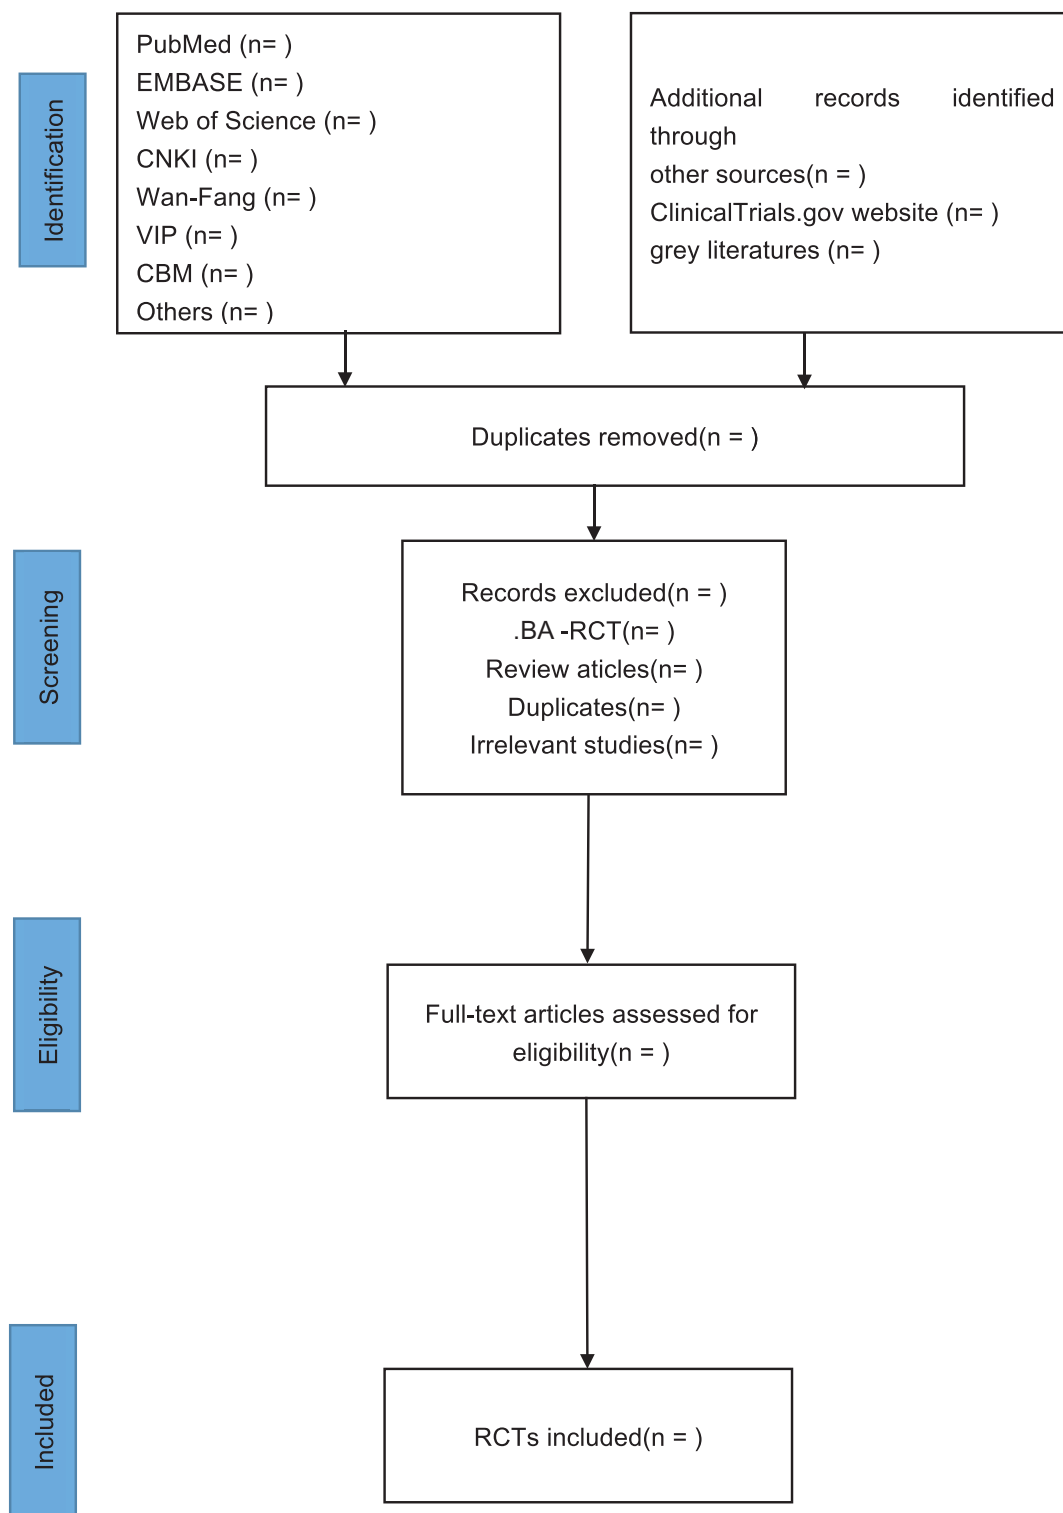 Identification
PubMed (n= )
EMBASE (n= )
Web of Science (n= )
CNKI (n= )
Wan-Fang (n= )
VIP (n= )
CBM (n= )
Others (n= )
Additional records identified
through
other sources(n = )
ClinicalTrials.gov website (n= )
grey literatures (n= )
Duplicates removed(n = )
Screening
Records excluded(n = )
.BA -RCT(n= )
Review aticles(n= )
Duplicates(n= )
Irrelevant studies(n= )
Eligibility
Full-text articles assessed for
eligibility(n = )
Included
RCTs included(n = )